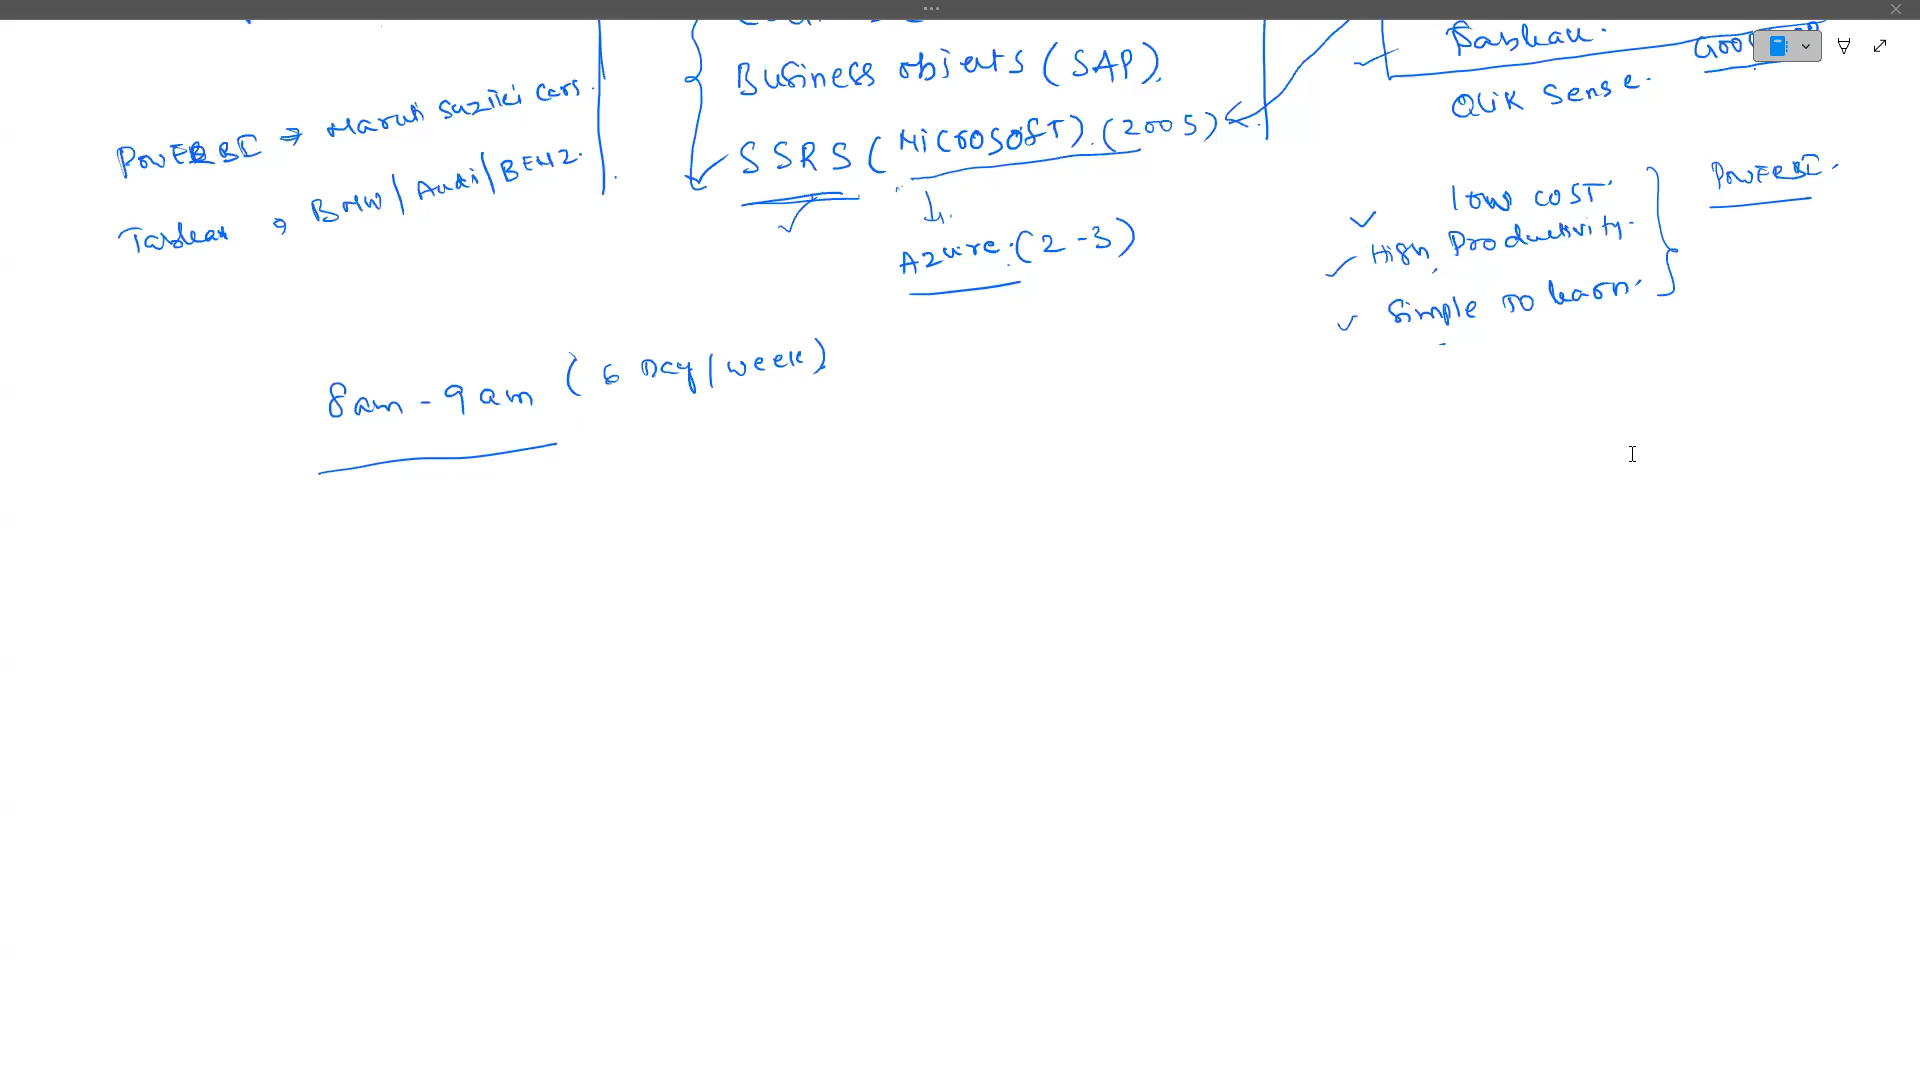 Tableau.
Business objects (SAP).
Qlik Sense.
POWERBI → Maruti Suziki Cars.
SSRS (Microsoft). (2005)
Tableau → BMW/Audi/BENZ.
Azure. (2-3)
low cost.
POWERBI.
High Productivity.
Simple to learn.
8am - 9am (6 Day/week)